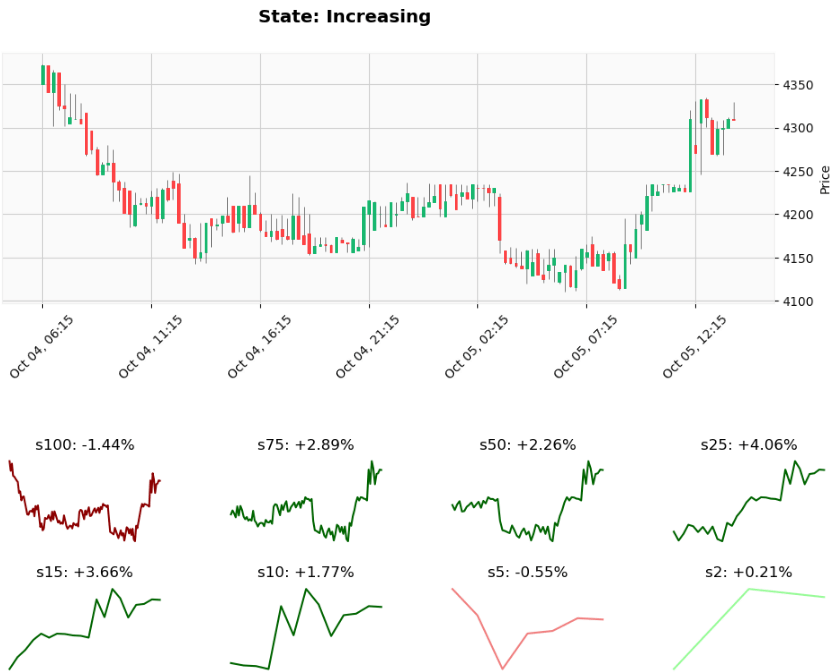 State: Increasing
4350
4300
4250
4200
4150
4100
Price
Oct 04, 06:15
Oct 04, 11:15
Oct 04, 16:15
Oct 04, 21:15
Oct 05, 02:15
Oct 05, 07:15
Oct 05, 12:15
s100: -1.44%
s75: +2.89%
s50: +2.26%
s25: +4.06%
s15: +3.66%
s10: +1.77%
s5: -0.55%
s2: +0.21%